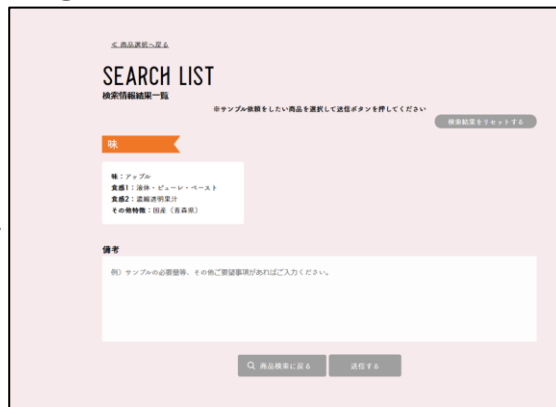 ≪ 商品選択へ戻る
SEARCH LIST
検索情報結果一覧
※サンプル依頼をしたい商品を選択して送信ボタンを押してください
検索結果をリセットする
味
味：アップル
食感1：液体・ピューレ・ペースト
食感2：濃縮透明果汁
その他特徴：国産（青森県）
備考
例）サンプルの必要量等、その他ご要望事項があればご入力ください。
商品検索に戻る
送信する